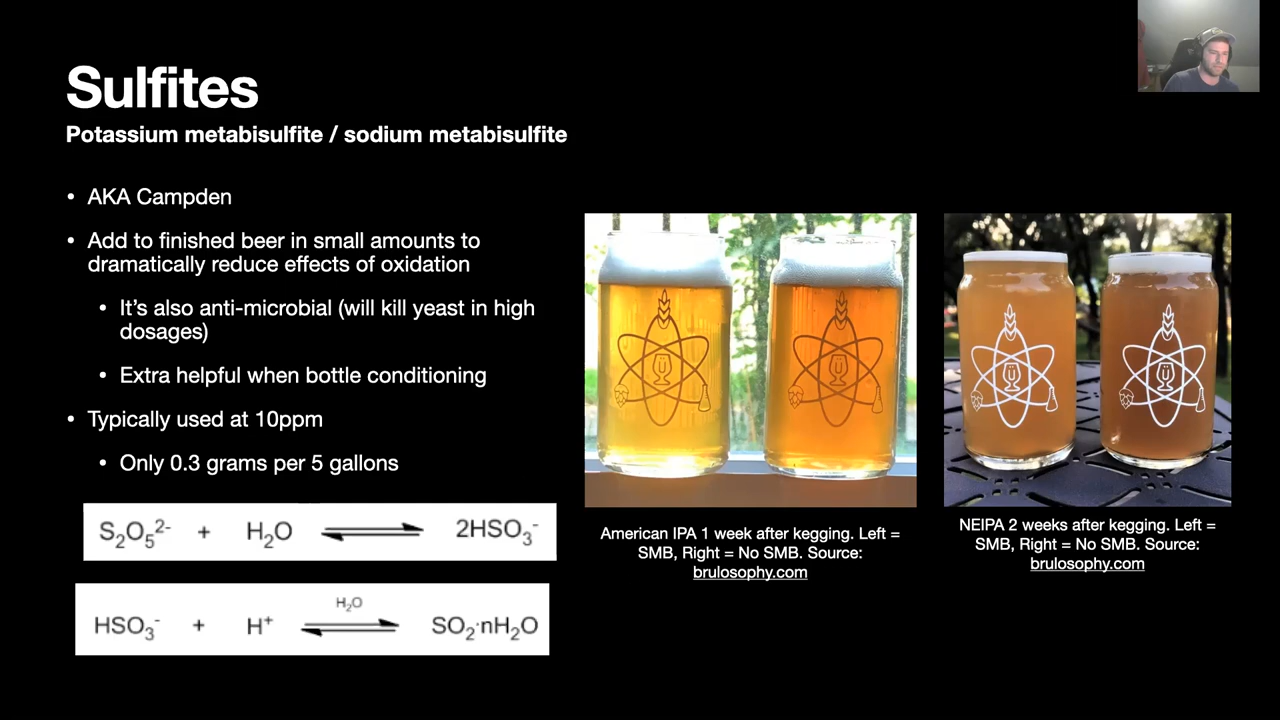 Sulfites
Potassium metabisulfite / sodium metabisulfite
• AKA Campden
• Add to finished beer in small amounts to
dramatically reduce effects of oxidation
• It’s also anti-microbial (will kill yeast in high
dosages)
• Extra helpful when bottle conditioning
• Typically used at 10ppm
• Only 0.3 grams per 5 gallons
S₂O₅²⁻ + H₂O ⇌ 2HSO₃⁻
H₂O
HSO₃⁻ + H⁺ ⇌ SO₂·nH₂O
American IPA 1 week after kegging. Left =
SMB, Right = No SMB. Source:
brulosophy.com
NEIPA 2 weeks after kegging. Left =
SMB, Right = No SMB. Source:
brulosophy.com